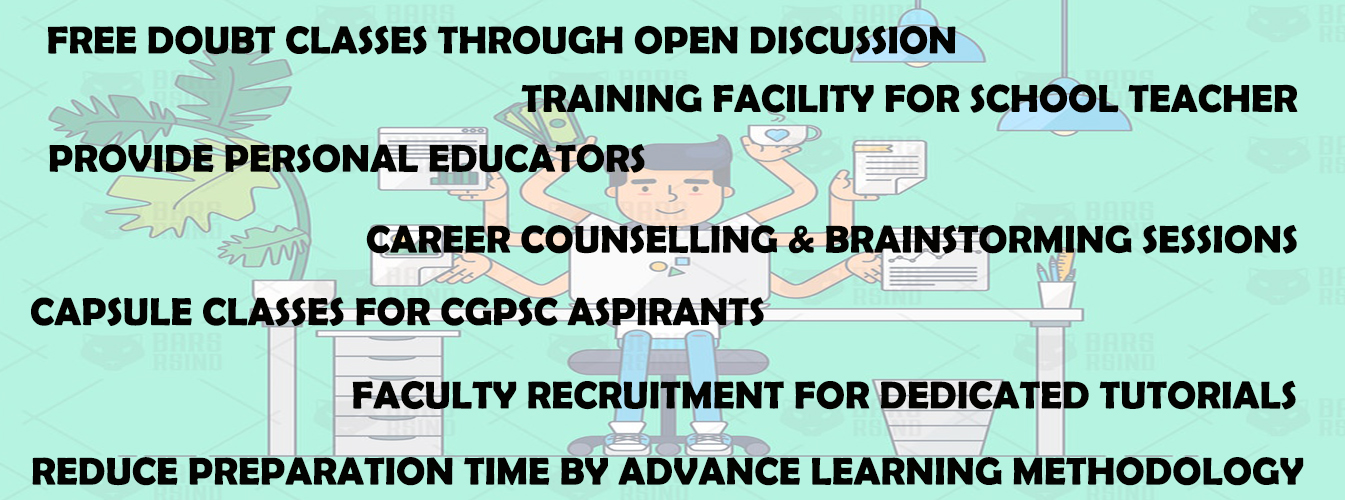 FREE DOUBT CLASSES THROUGH OPEN DISCUSSION
TRAINING FACILITY FOR SCHOOL TEACHER
PROVIDE PERSONAL EDUCATORS
CAREER COUNSELLING & BRAINSTORMING SESSIONS
CAPSULE CLASSES FOR CGPSC ASPIRANTS
FACULTY RECRUITMENT FOR DEDICATED TUTORIALS
REDUCE PREPARATION TIME BY ADVANCE LEARNING METHODOLOGY